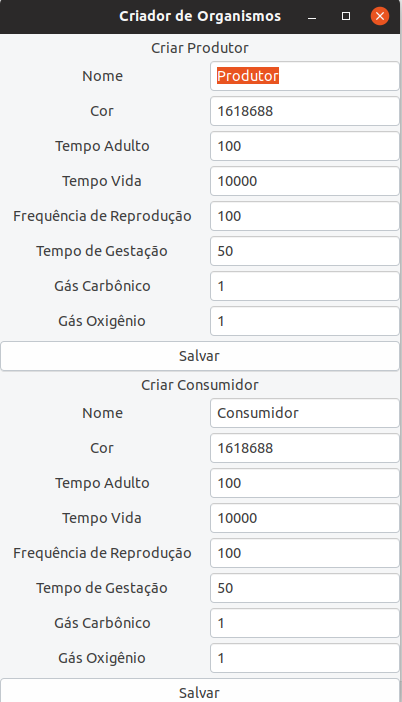 Criador de Organismos
Criar Produtor
Nome Produtor
Cor 1618688
Tempo Adulto 100
Tempo Vida 10000
Frequência de Reprodução 100
Tempo de Gestação 50
Gás Carbônico 1
Gás Oxigênio 1
Salvar
Criar Consumidor
Nome Consumidor
Cor 1618688
Tempo Adulto 100
Tempo Vida 10000
Frequência de Reprodução 100
Tempo de Gestação 50
Gás Carbônico 1
Gás Oxigênio 1
Salvar